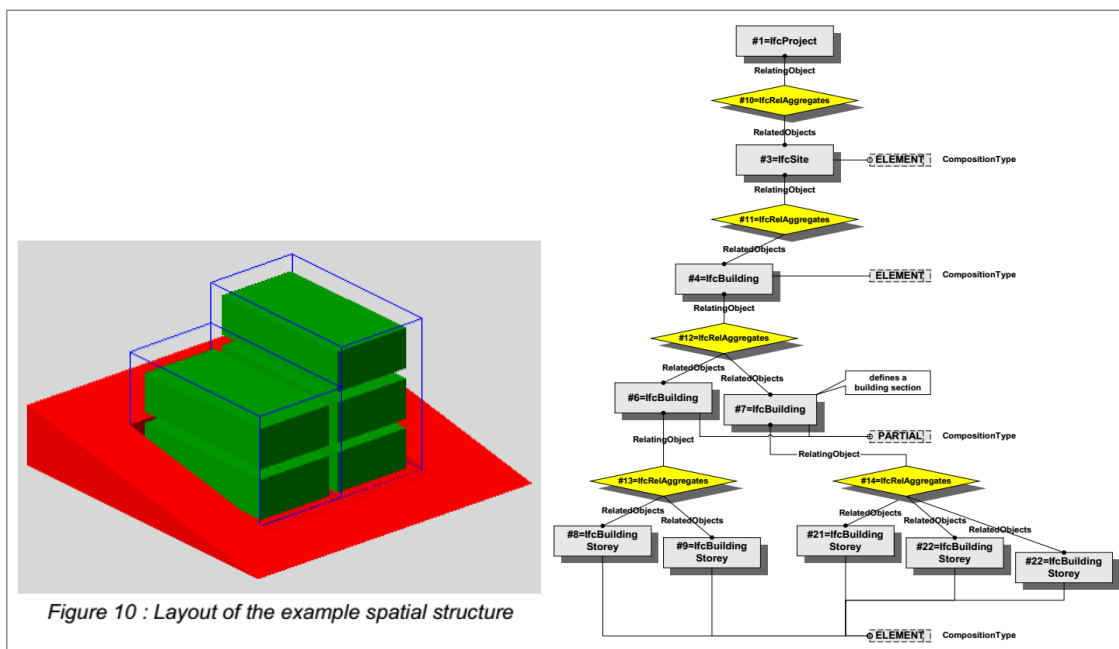 #1=IfcProject
RelatingObject
#10=IfcRelAggregates
RelatedObjects
#3=IfcSite
ELEMENT
CompositionType
RelatingObject
#11=IfcRelAggregates
RelatedObjects
#4=IfcBuilding
ELEMENT
CompositionType
RelatingObject
#12=IfcRelAggregates
RelatedObjects
RelatedObjects
defines a
building section
#6=IfcBuilding
#7=IfcBuilding
PARTIAL
CompositionType
RelatingObject
RelatingObject
#13=IfcRelAggregates
#14=IfcRelAggregates
RelatedObjects
RelatedObjects
RelatedObjects
RelatedObjects
RelatedObjects
#8=IfcBuilding
Storey
#9=IfcBuilding
Storey
#21=IfcBuilding
Storey
#22=IfcBuilding
Storey
#22=IfcBuilding
Storey
ELEMENT
CompositionType
Figure 10 : Layout of the example spatial structure